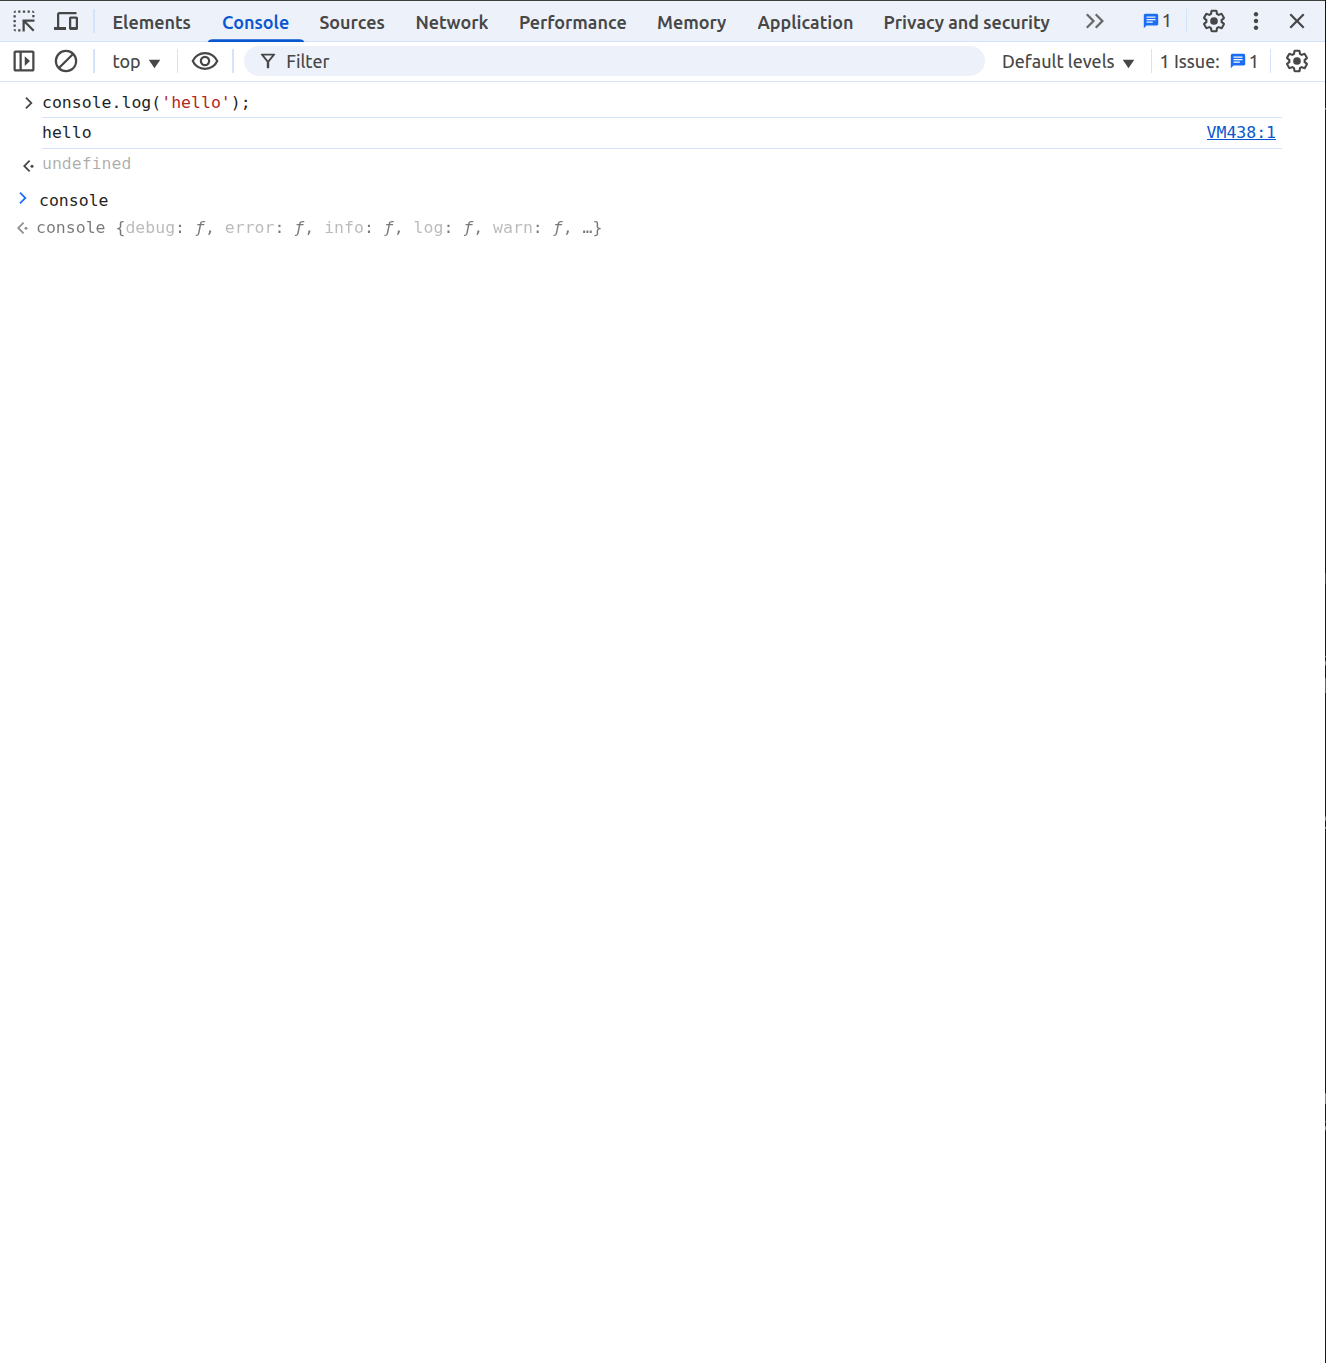 Elements Console Sources Network Performance Memory Application Privacy and security 1
top Filter Default levels 1 Issue: 1
console.log('hello');
hello VM438:1
undefined
console
console {debug: ƒ, error: ƒ, info: ƒ, log: ƒ, warn: ƒ, …}